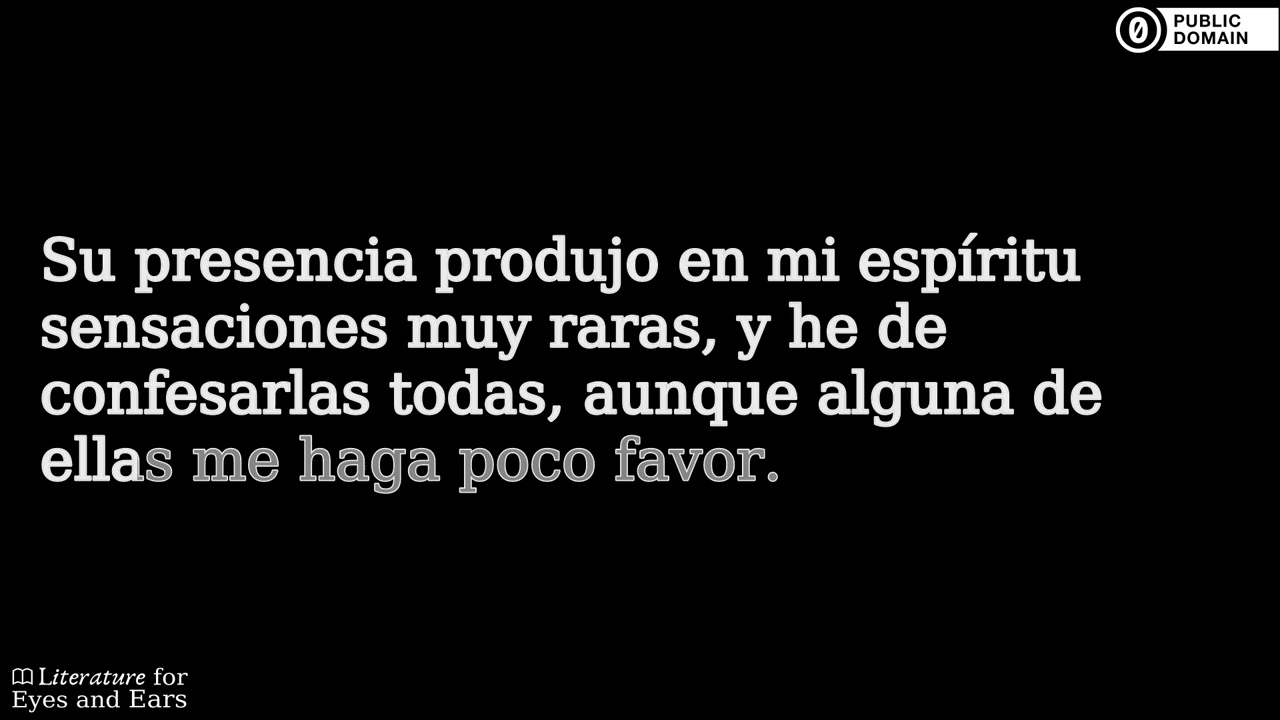 PUBLIC
DOMAIN
Su presencia produjo en mi espíritu
sensaciones muy raras, y he de
confesarlas todas, aunque alguna de
ellas me haga poco favor.
Literature for
Eyes and Ears